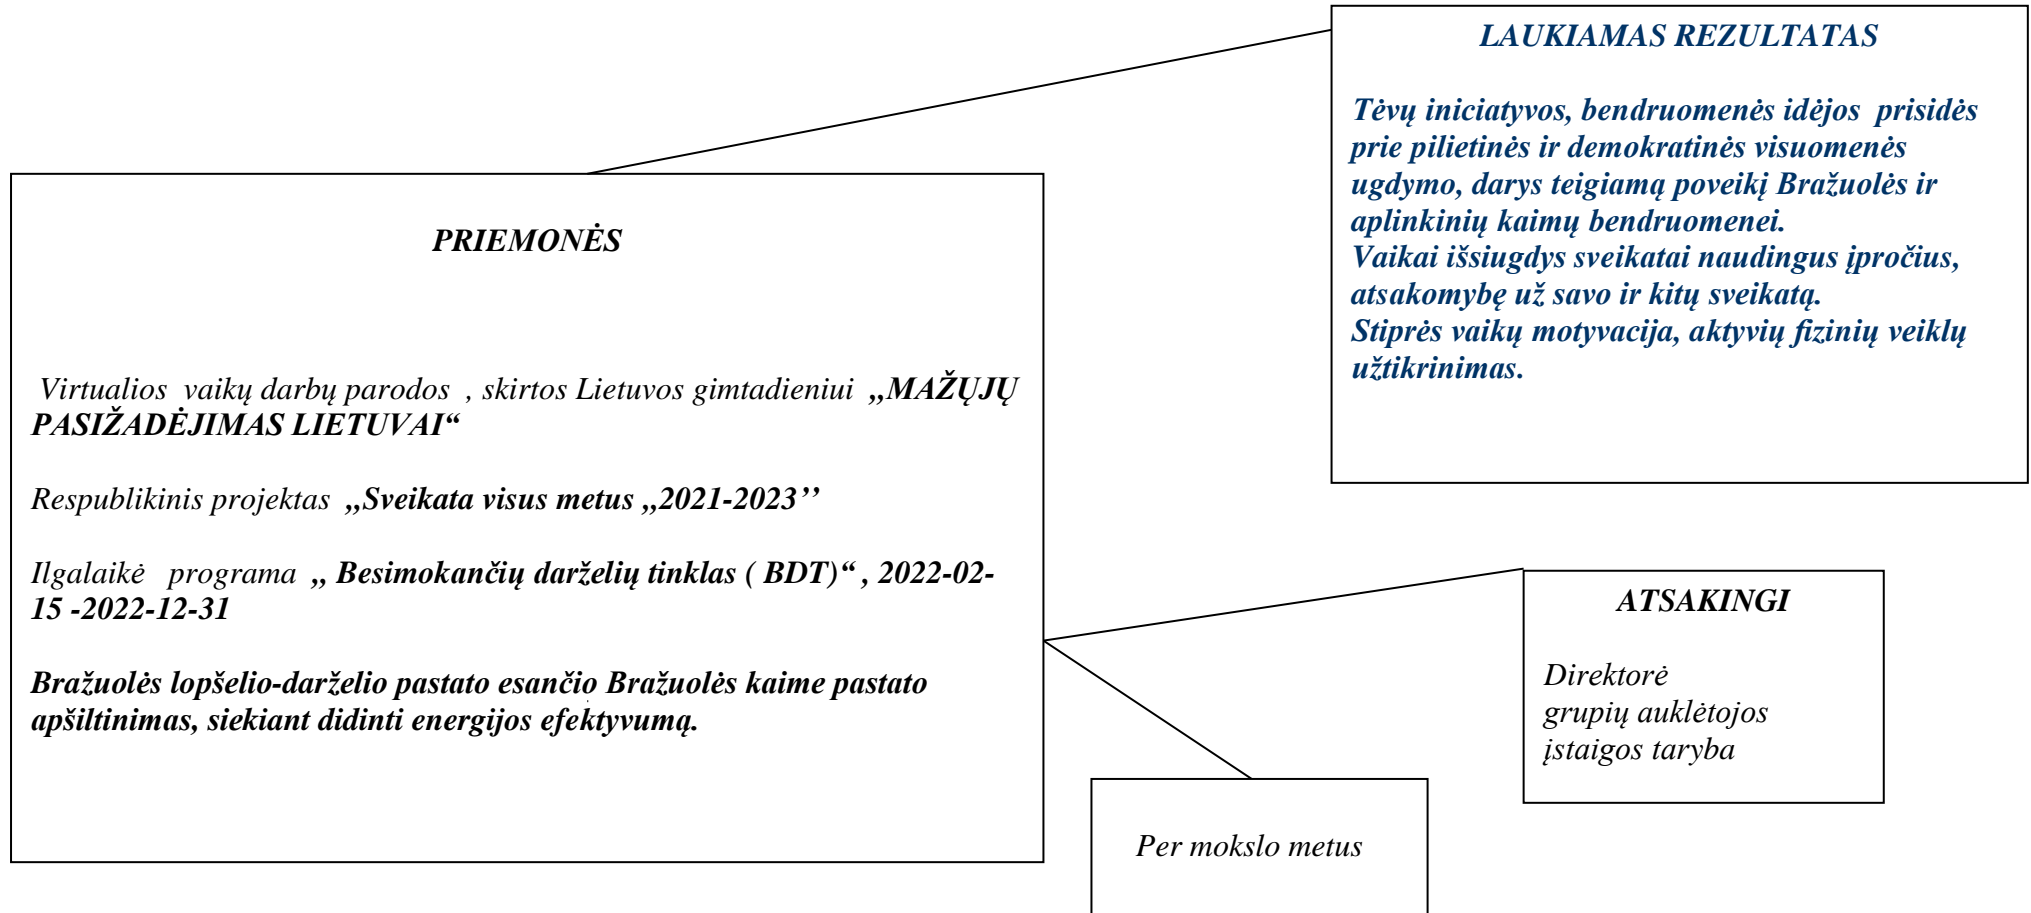 LAUKIAMAS REZULTATAS
Tėvų iniciatyvos, bendruomenės idėjos prisidės
prie pilietinės ir demokratinės visuomenės
ugdymo, darys teigiamą poveikį Bražuolės ir
aplinkinių kaimų bendruomenei.
Vaikai išsiugdys sveikatai naudingus įpročius,
atsakomybę už savo ir kitų sveikatą.
Stiprės vaikų motyvacija, aktyvių fizinių veiklų
užtikrinimas.
PRIEMONĖS
Virtualios vaikų darbų parodos , skirtos Lietuvos gimtadieniui „MAŽŲJŲ
PASIŽADĖJIMAS LIETUVAI“
Respublikinis projektas „Sveikata visus metus „2021-2023’’
Ilgalaikė programa „ Besimokančių darželių tinklas ( BDT)“ , 2022-02-
15 -2022-12-31
Bražuolės lopšelio-darželio pastato esančio Bražuolės kaime pastato
apšiltinimas, siekiant didinti energijos efektyvumą.
ATSAKINGI
Direktorė
grupių auklėtojos
įstaigos taryba
Per mokslo metus